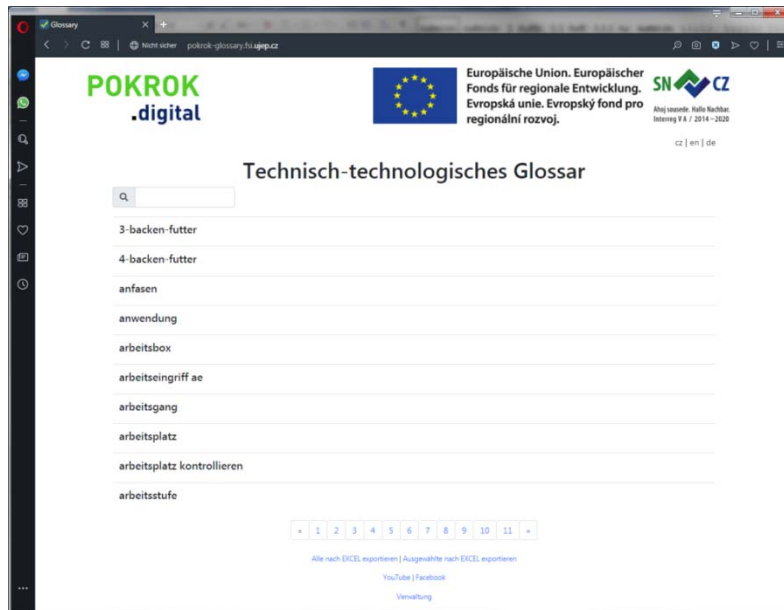 Glossary
Nicht sicher pokrok-glossary.fsi.ujep.cz
POKROK
.digital
Europäische Union. Europäischer
Fonds für regionale Entwicklung.
Evropská unie. Evropský fond pro
regionální rozvoj.
SN CZ
Ahoj sousede. Hallo Nachbar.
Interreg V A / 2014 – 2020
cz | en | de
Technisch-technologisches Glossar
3-backen-futter
4-backen-futter
anfasen
anwendung
arbeitsbox
arbeitseingriff ae
arbeitsgang
arbeitsplatz
arbeitsplatz kontrollieren
arbeitsstufe
« 1 2 3 4 5 6 7 8 9 10 11 »
Alle nach EXCEL exportieren | Ausgewählte nach EXCEL exportieren
YouTube | Facebook
Verwaltung